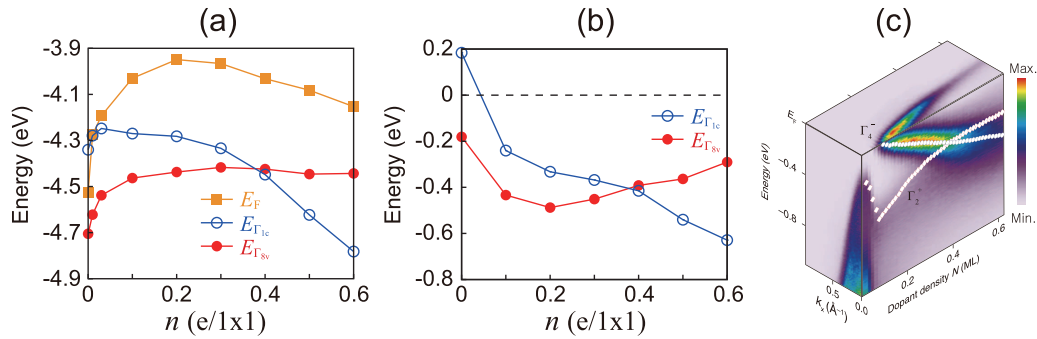 (a)
-3.9
-4.1
-4.3
-4.5
-4.7
-4.9
Energy (eV)
E_F
E_Γ1c
E_Γ8v
0 0.2 0.4 0.6
n (e/1x1)
(b)
0.2
0
-0.2
-0.4
-0.6
-0.8
Energy (eV)
E_Γ1c
E_Γ8v
0 0.2 0.4 0.6
n (e/1x1)
(c)
Max.
Min.
E_F
-0.4
-0.8
Energy (eV)
Γ4⁻
0.5
0.0
kₓ (Å⁻¹)
0.2
0.4
0.6
Dopant density N (ML)